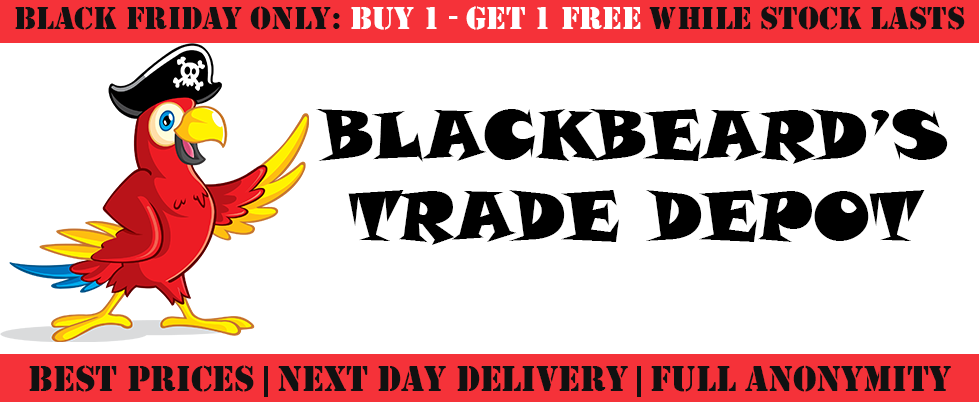 BLACK FRIDAY ONLY: BUY 1 - GET 1 FREE WHILE STOCK LASTS
BLACKBEARD'S
TRADE DEPOT
BEST PRICES | NEXT DAY DELIVERY | FULL ANONYMITY